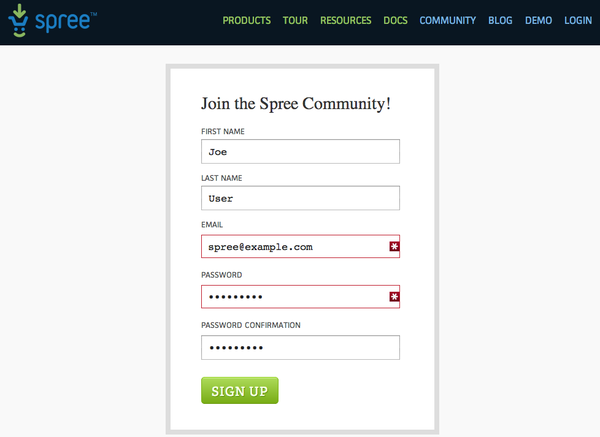 spree™
PRODUCTS TOUR RESOURCES DOCS COMMUNITY BLOG DEMO LOGIN
Join the Spree Community!
FIRST NAME
Joe
LAST NAME
User
EMAIL
spree@example.com *
PASSWORD
••••••••• *
PASSWORD CONFIRMATION
•••••••••
SIGN UP